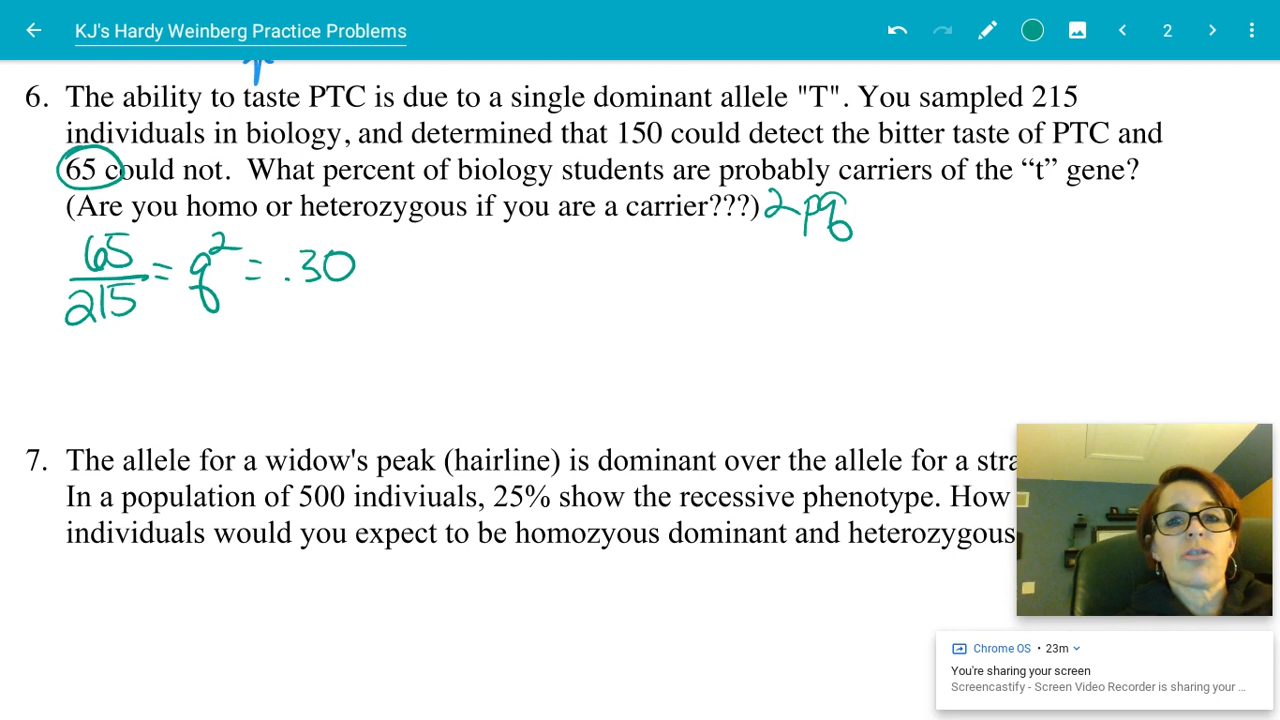 KJ's Hardy Weinberg Practice Problems
2
6. The ability to taste PTC is due to a single dominant allele "T". You sampled 215
individuals in biology, and determined that 150 could detect the bitter taste of PTC and
65 could not. What percent of biology students are probably carriers of the “t” gene?
(Are you homo or heterozygous if you are a carrier???) 2pq
65/215 = q² = .30
7. The allele for a widow's peak (hairline) is dominant over the allele for a stra
In a population of 500 indiviuals, 25% show the recessive phenotype. How
individuals would you expect to be homozyous dominant and heterozygous
Chrome OS • 23m
You're sharing your screen
Screencastify - Screen Video Recorder is sharing your ...